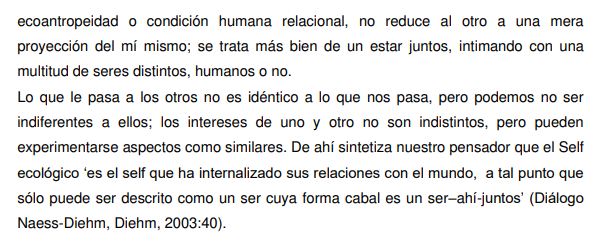 ecoantropeidad o condición humana relacional, no reduce al otro a una mera
proyección del mí mismo; se trata más bien de un estar juntos, intimando con una
multitud de seres distintos, humanos o no.
Lo que le pasa a los otros no es idéntico a lo que nos pasa, pero podemos no ser
indiferentes a ellos; los intereses de uno y otro no son indistintos, pero pueden
experimentarse aspectos como similares. De ahí sintetiza nuestro pensador que el Self
ecológico ‘es el self que ha internalizado sus relaciones con el mundo,  a tal punto que
sólo puede ser descrito como un ser cuya forma cabal es un ser–ahí-juntos’ (Diálogo
Naess-Diehm, Diehm, 2003:40).